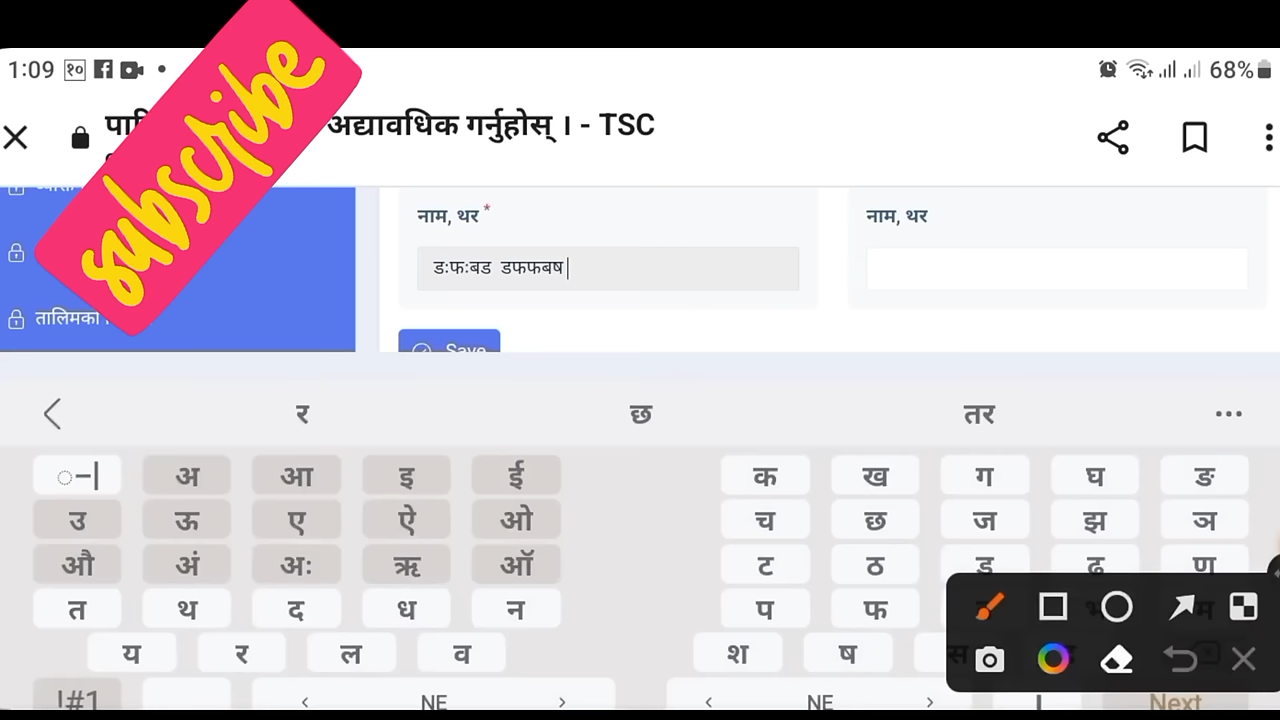 1:09 १० 68%
subscribe
अद्यावधिक गर्नुहोस् । - TSC
नाम, थर * नाम, थर
डःफःबड डफफबष
तालिमका
Save
र छ तर ...
अ आ इ ई क ख ग घ ङ
उ ऊ ए ऐ ओ च छ ज झ ञ
औ अं अः ऋ ऑ ट ठ ड ढ ण
त थ द ध न प फ
य र ल व श ष स
!#1 < NE > < NE > । Next